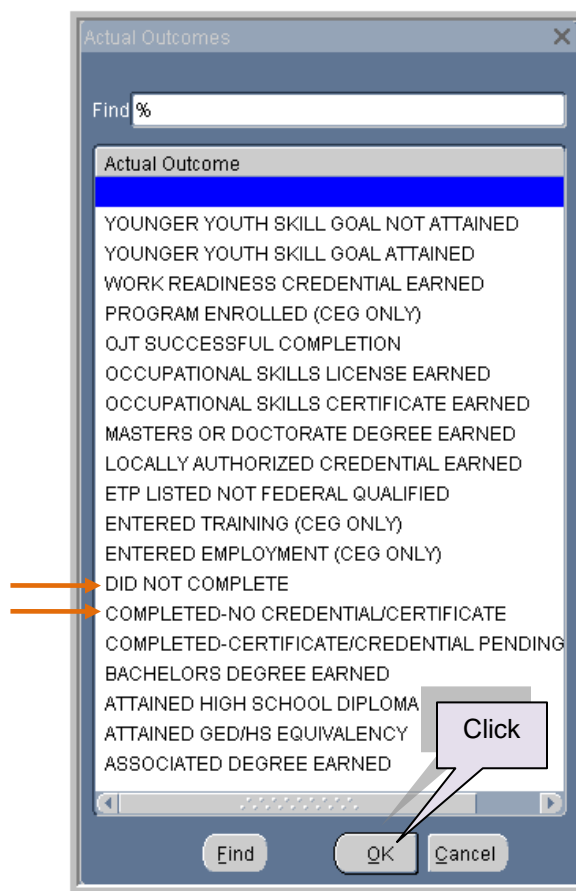 Actual Outcomes
Find %
Actual Outcome
YOUNGER YOUTH SKILL GOAL NOT ATTAINED
YOUNGER YOUTH SKILL GOAL ATTAINED
WORK READINESS CREDENTIAL EARNED
PROGRAM ENROLLED (CEG ONLY)
OJT SUCCESSFUL COMPLETION
OCCUPATIONAL SKILLS LICENSE EARNED
OCCUPATIONAL SKILLS CERTIFICATE EARNED
MASTERS OR DOCTORATE DEGREE EARNED
LOCALLY AUTHORIZED CREDENTIAL EARNED
ETP LISTED NOT FEDERAL QUALIFIED
ENTERED TRAINING (CEG ONLY)
ENTERED EMPLOYMENT (CEG ONLY)
DID NOT COMPLETE
COMPLETED-NO CREDENTIAL/CERTIFICATE
COMPLETED-CERTIFICATE/CREDENTIAL PENDING
BACHELORS DEGREE EARNED
ATTAINED HIGH SCHOOL DIPLOMA
ATTAINED GED/HS EQUIVALENCY
ASSOCIATED DEGREE EARNED
Click
Find OK Cancel